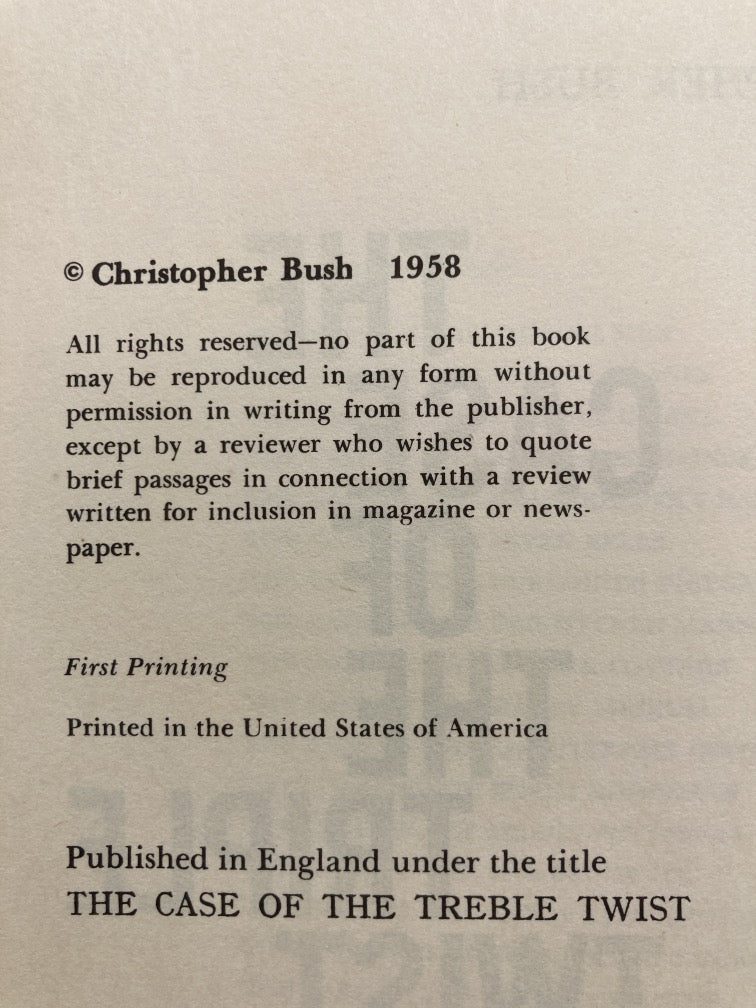 © Christopher Bush 1958
All rights reserved—no part of this book
may be reproduced in any form without
permission in writing from the publisher,
except by a reviewer who wishes to quote
brief passages in connection with a review
written for inclusion in magazine or news-
paper.
First Printing
Printed in the United States of America
Published in England under the title
THE CASE OF THE TREBLE TWIST